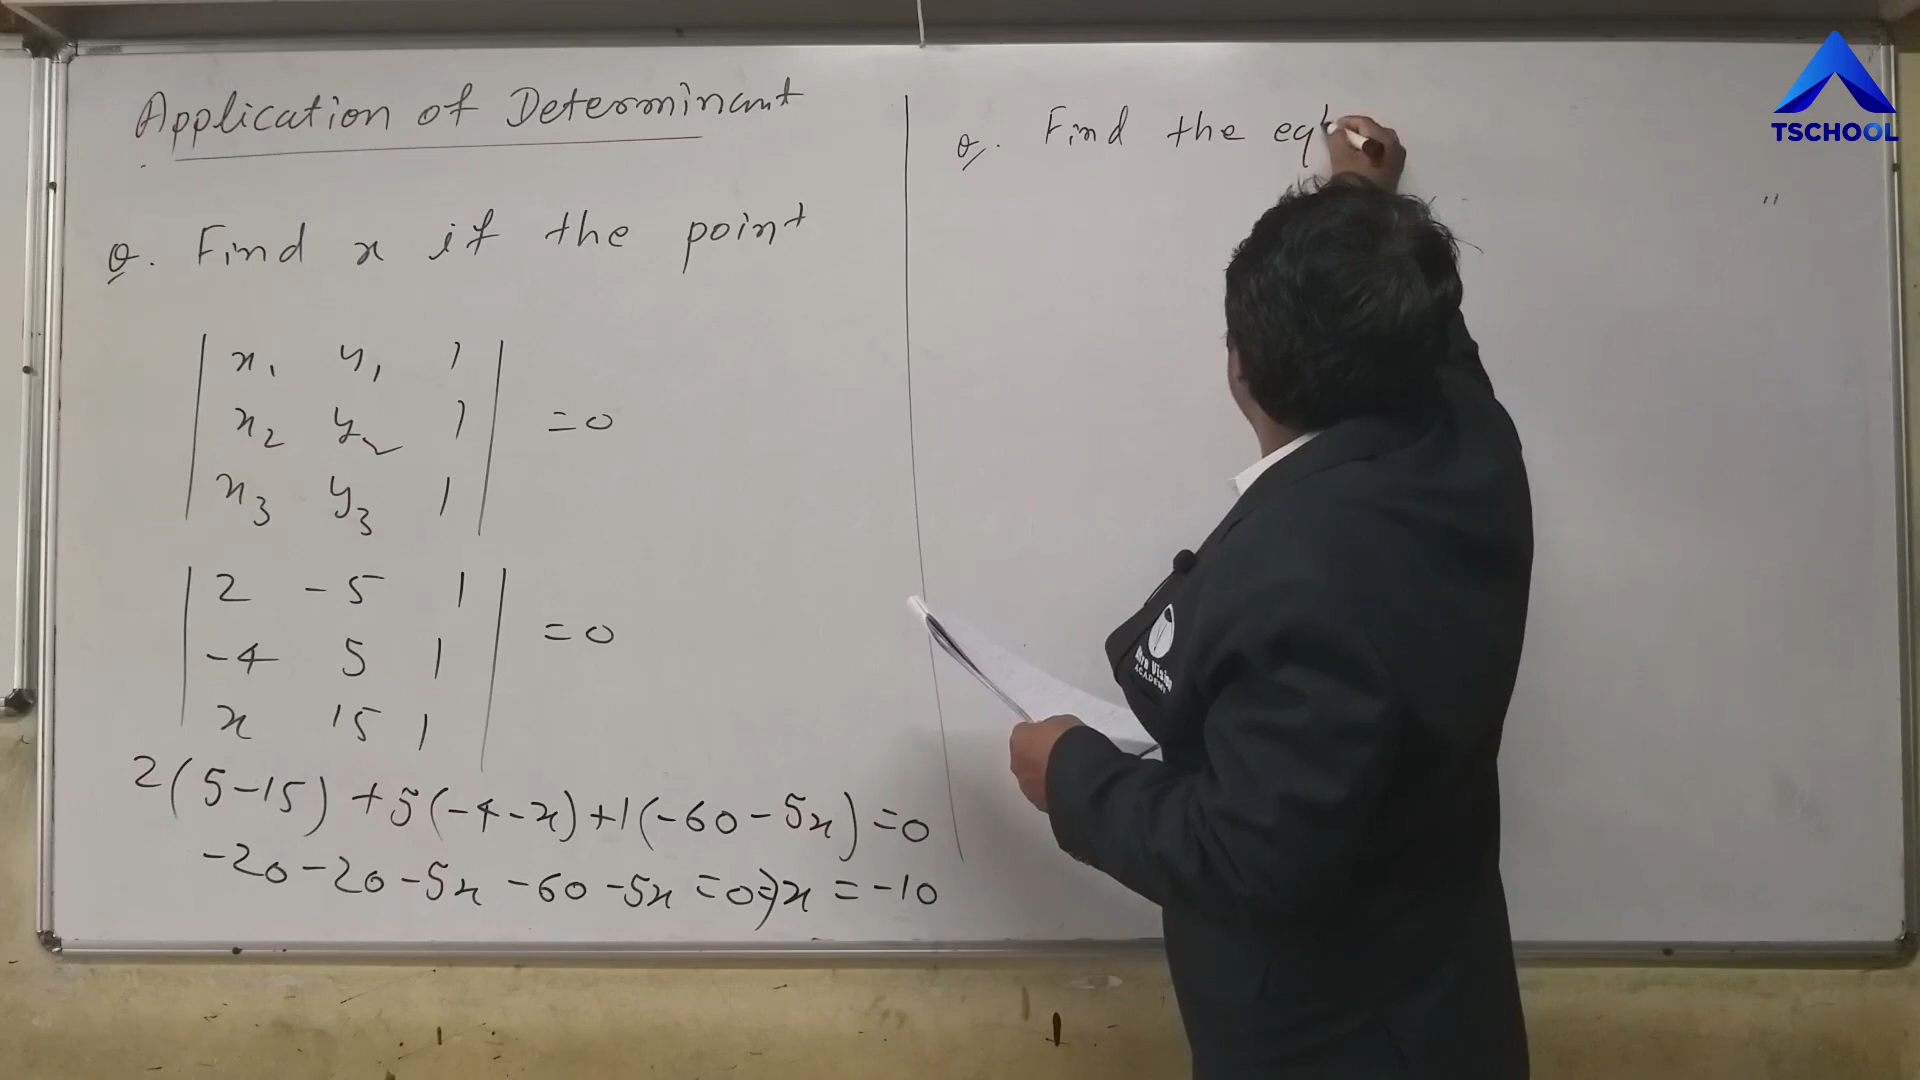 Application of Determinant
Q. Find x if the point
| x₁ y₁ 1 |
| x₂ y₂ 1 | =0
| x₃ y₃ 1 |
| 2 -5 1 |
| -4 5 1 | =0
| x 15 1 |
2(5-15)+5(-4-x)+1(-60-5x)=0
-20-20-5x-60-5x=0⇒x=-10
Q. Find the eqt
TSCHOOL
ACADEMY